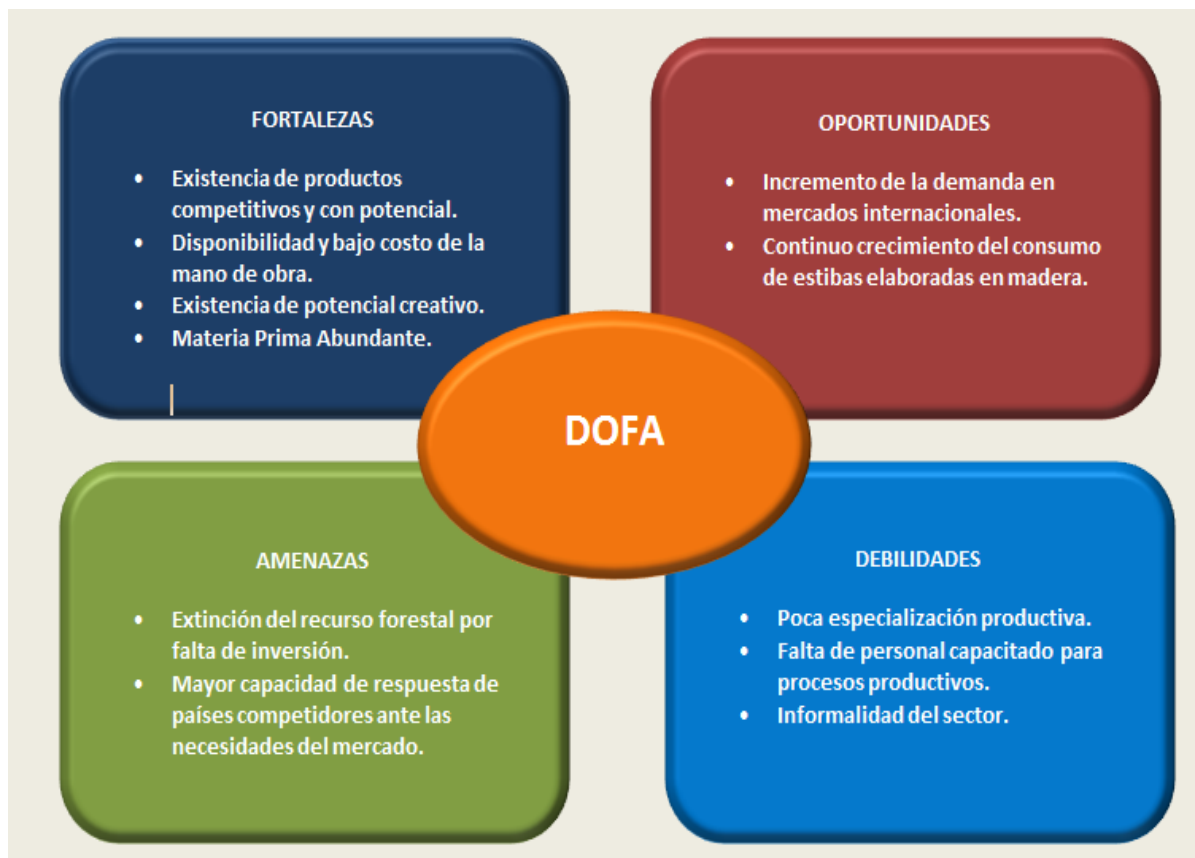 FORTALEZAS
• Existencia de productos
competitivos y con potencial.
• Disponibilidad y bajo costo de la
mano de obra.
• Existencia de potencial creativo.
• Materia Prima Abundante.
OPORTUNIDADES
• Incremento de la demanda en
mercados internacionales.
• Continuo crecimiento del consumo
de estibas elaboradas en madera.
DOFA
AMENAZAS
• Extinción del recurso forestal por
falta de inversión.
• Mayor capacidad de respuesta de
países competidores ante las
necesidades del mercado.
DEBILIDADES
• Poca especialización productiva.
• Falta de personal capacitado para
procesos productivos.
• Informalidad del sector.